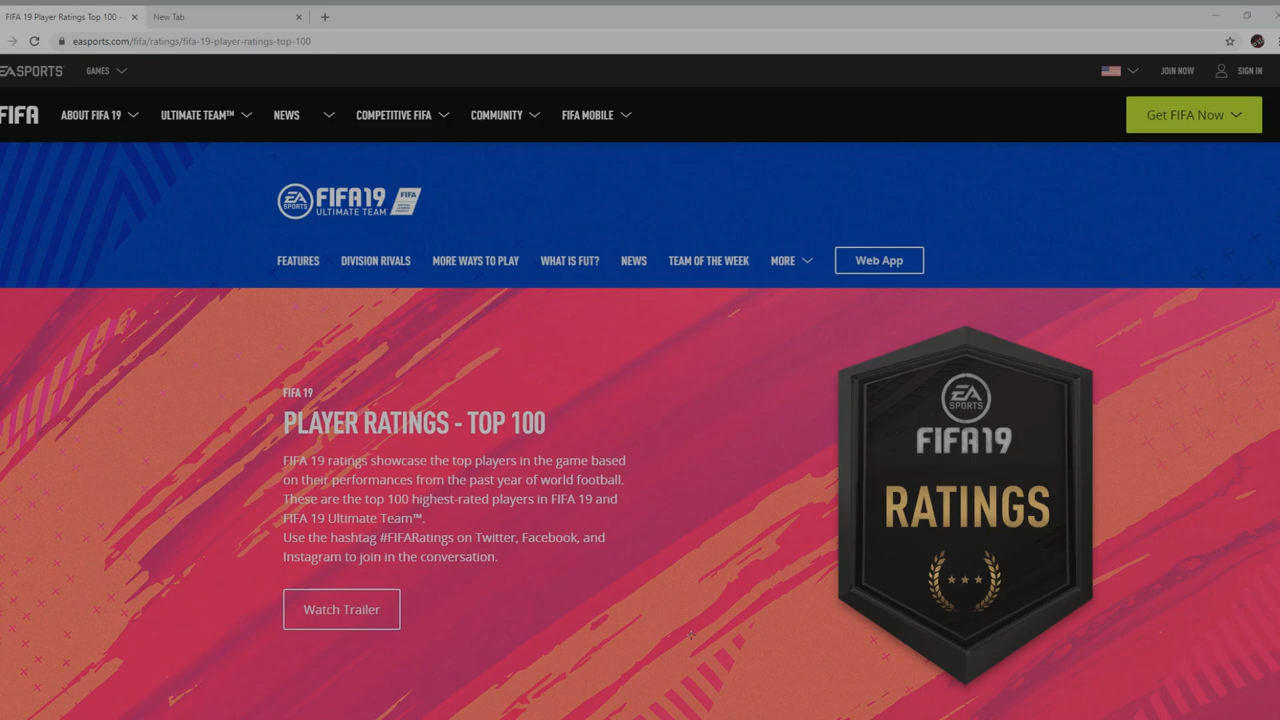 FIFA 19 Player Ratings Top 100 -
New Tab
easports.com/fifa/ratings/fifa-19-player-ratings-top-100
EA SPORTS
GAMES
JOIN NOW
SIGN IN
FIFA
ABOUT FIFA 19
ULTIMATE TEAM™
NEWS
COMPETITIVE FIFA
COMMUNITY
FIFA MOBILE
Get FIFA Now
EA SPORTS
FIFA19
ULTIMATE TEAM
FIFA
FEATURES
DIVISION RIVALS
MORE WAYS TO PLAY
WHAT IS FUT?
NEWS
TEAM OF THE WEEK
MORE
Web App
FIFA 19
PLAYER RATINGS - TOP 100
FIFA 19 ratings showcase the top players in the game based
on their performances from the past year of world football.
These are the top 100 highest-rated players in FIFA 19 and
FIFA 19 Ultimate Team™.
Use the hashtag #FIFARatings on Twitter, Facebook, and
Instagram to join in the conversation.
Watch Trailer
EA
SPORTS
FIFA19
RATINGS